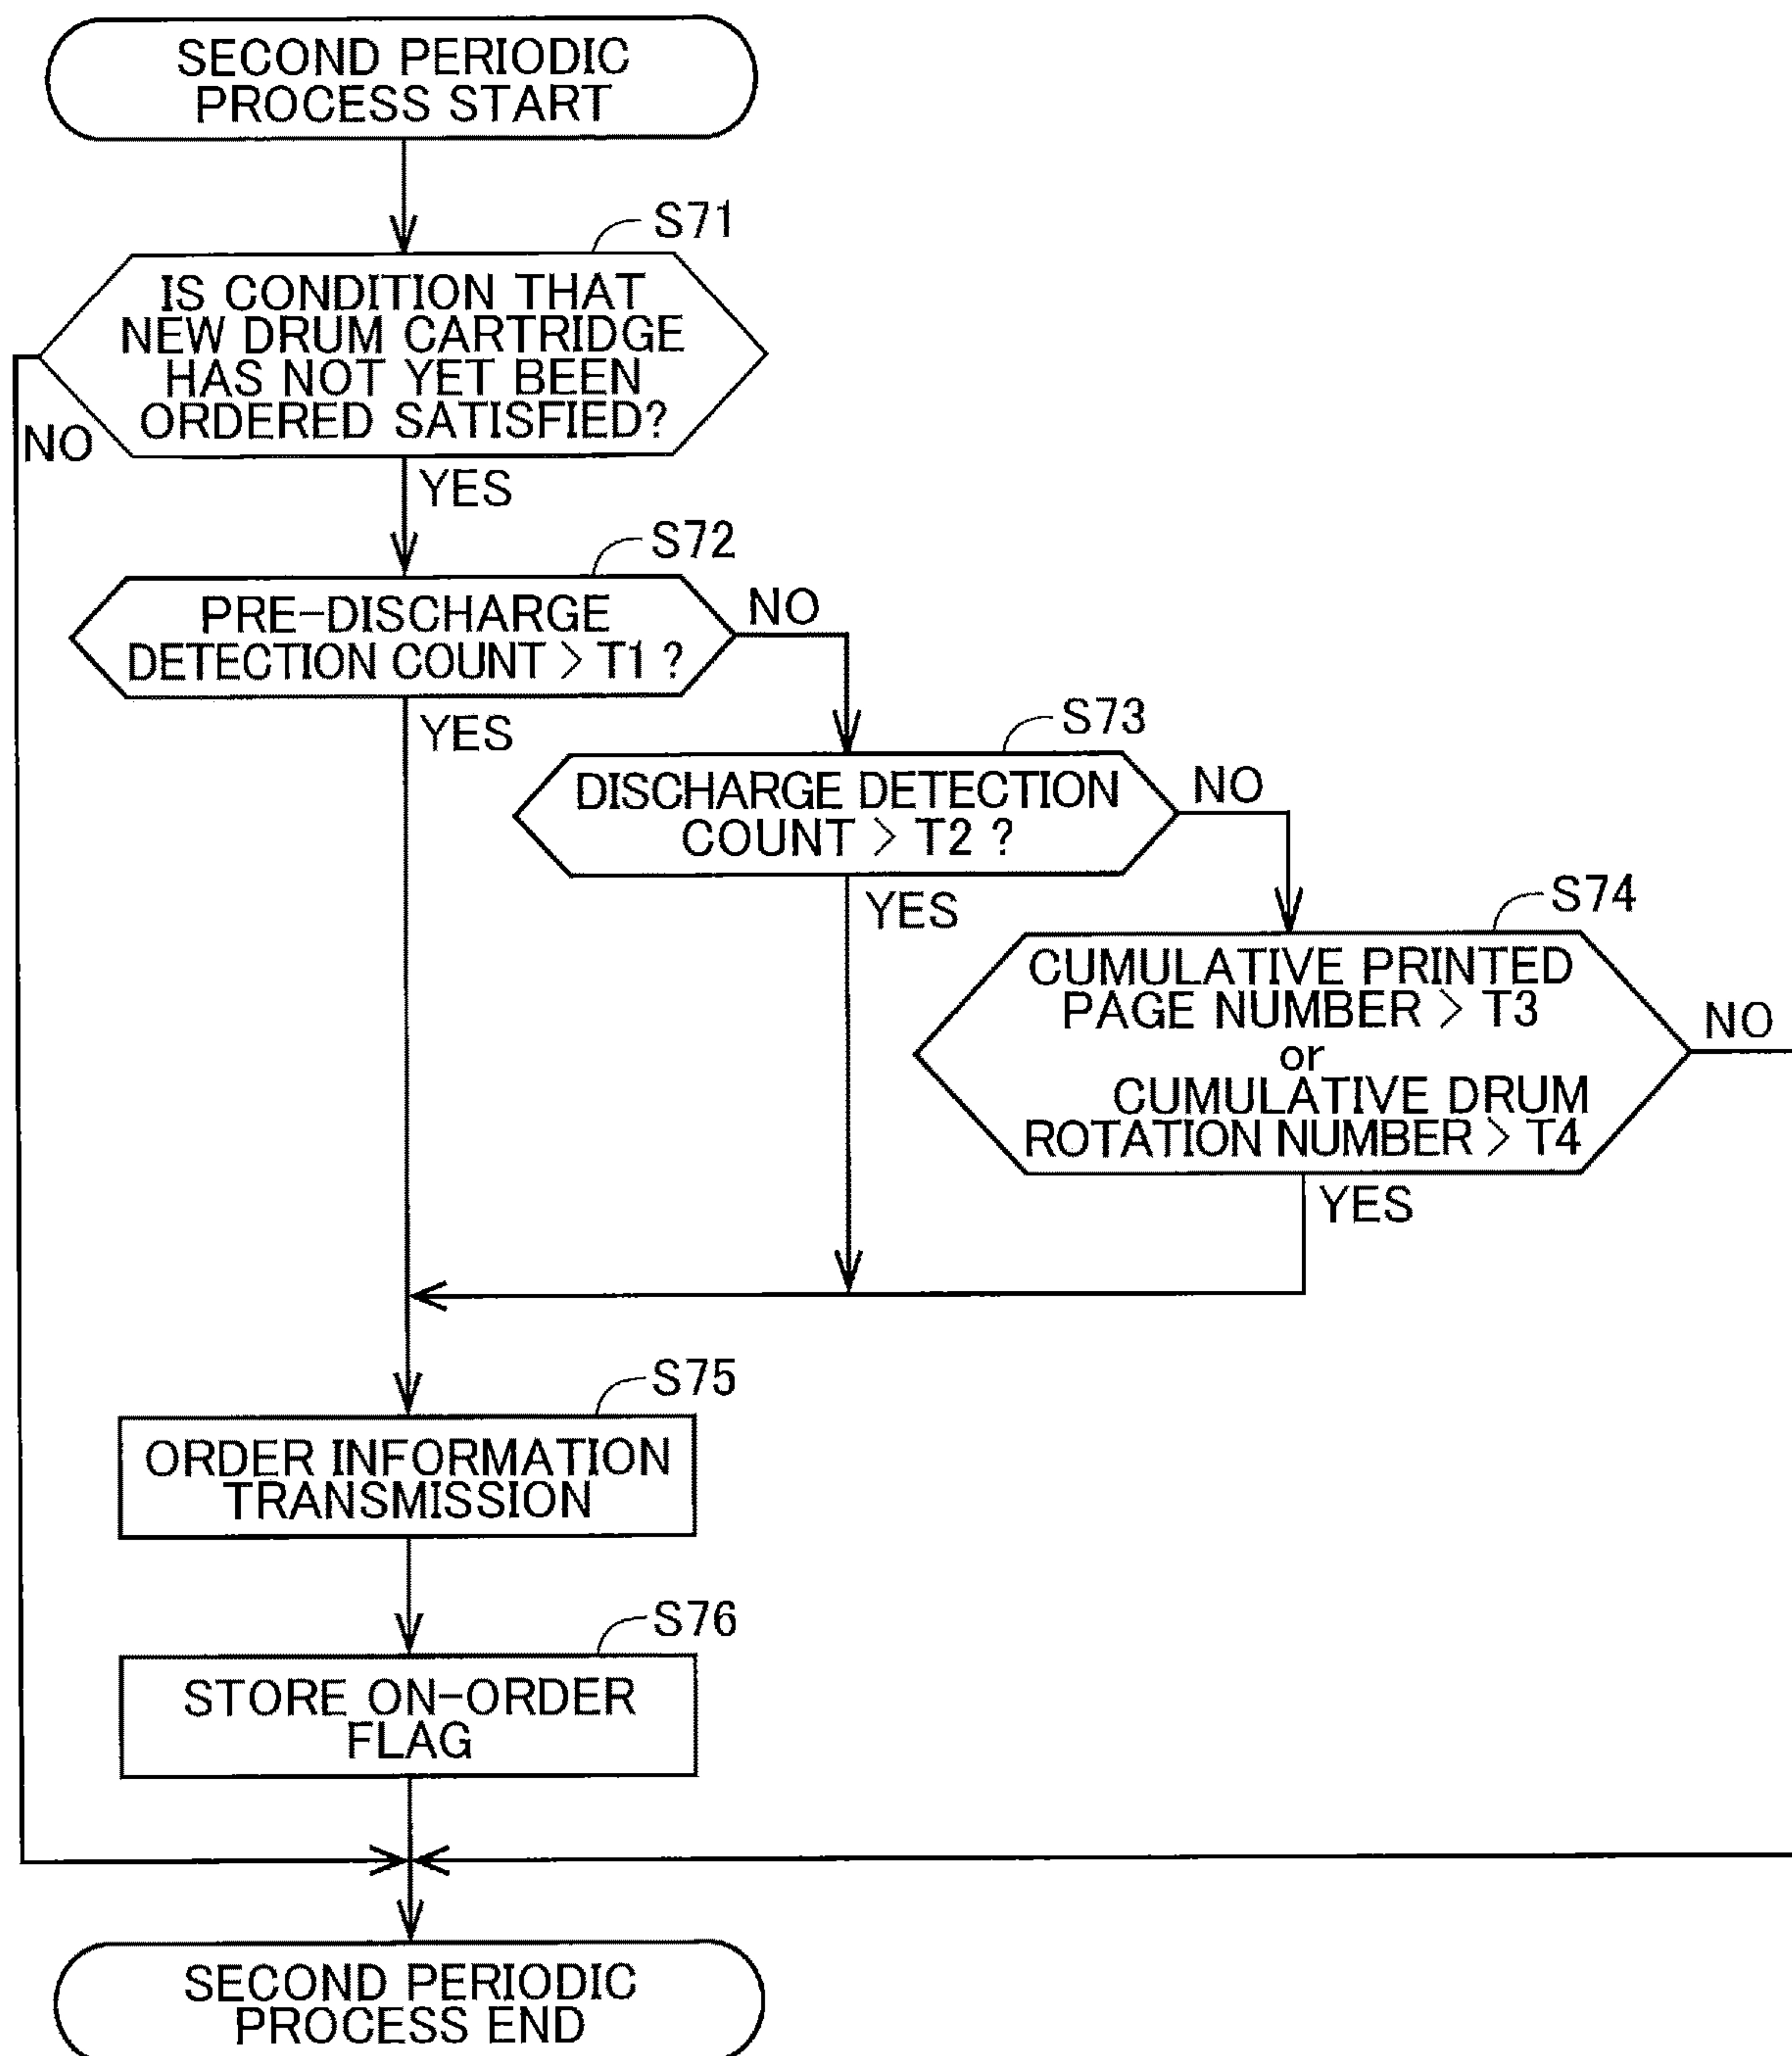 SECOND PERIODIC
PROCESS START
S71
IS CONDITION THAT
NEW DRUM CARTRIDGE
HAS NOT YET BEEN
ORDERED SATISFIED?
NO
YES
S72
PRE-DISCHARGE
DETECTION COUNT > T1 ?
NO
YES
S73
DISCHARGE DETECTION
COUNT > T2 ?
NO
YES
S74
CUMULATIVE PRINTED
PAGE NUMBER > T3
or
CUMULATIVE DRUM
ROTATION NUMBER > T4
NO
YES
S75
ORDER INFORMATION
TRANSMISSION
S76
STORE ON-ORDER
FLAG
SECOND PERIODIC
PROCESS END